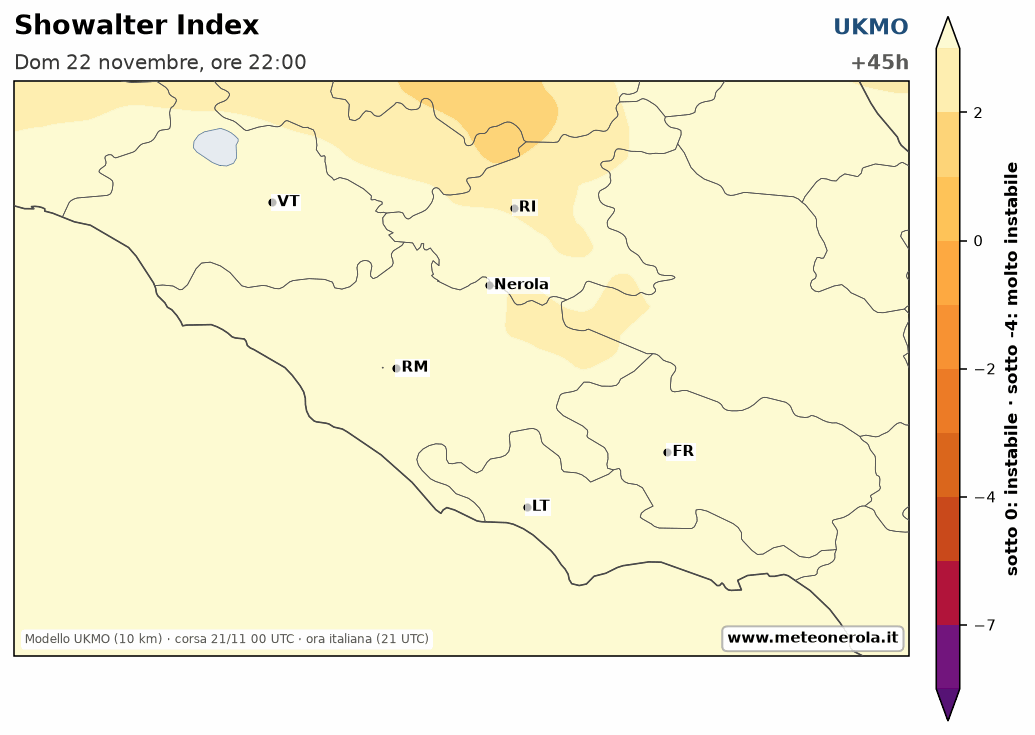 Showalter Index
UKMO
Dom 22 novembre, ore 22:00
+45h
VT
RI
Nerola
RM
FR
LT
2
0
−2
−4
−7
sotto 0: instabile · sotto -4: molto instabile
Modello UKMO (10 km) · corsa 21/11 00 UTC · ora italiana (21 UTC)
www.meteonerola.it